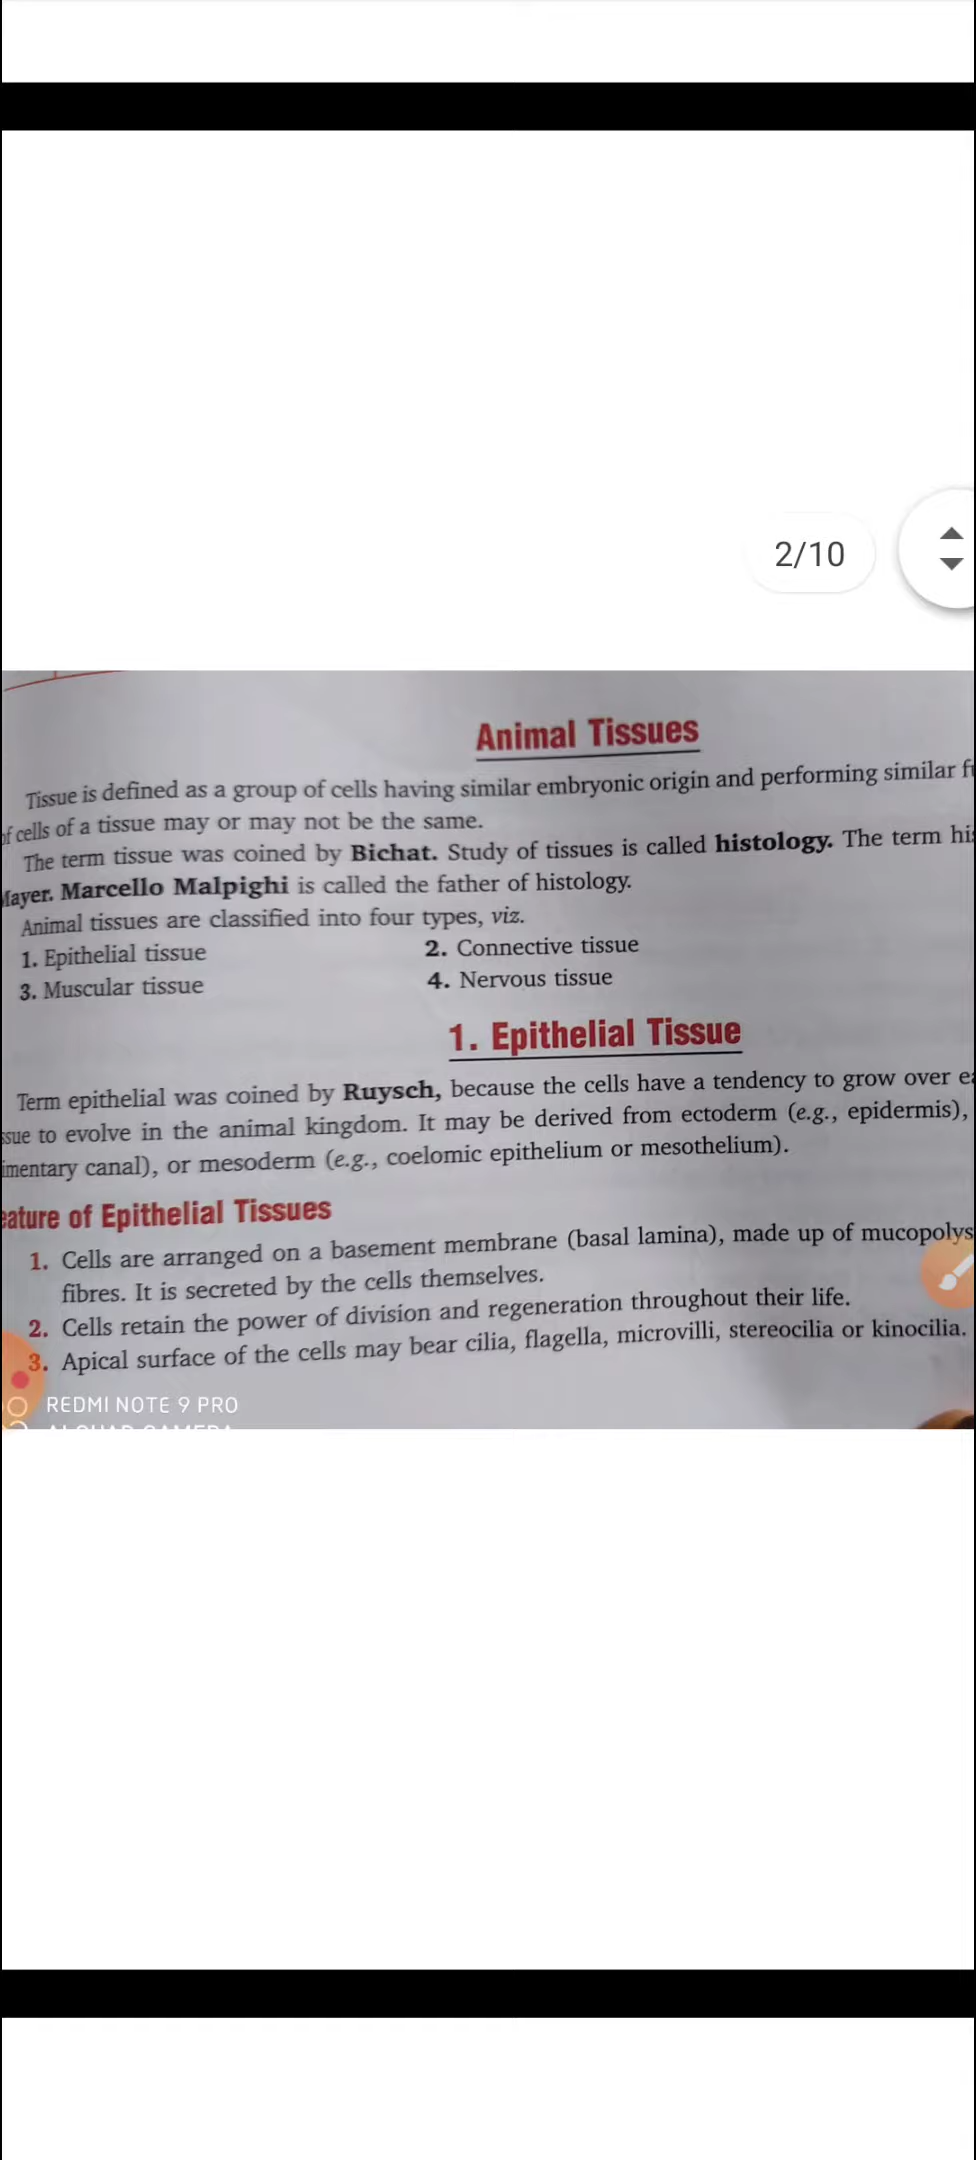 2/10
Animal Tissues
Tissue is defined as a group of cells having similar embryonic origin and performing similar
of cells of a tissue may or may not be the same.
The term tissue was coined by Bichat. Study of tissues is called histology. The term
Mayer. Marcello Malpighi is called the father of histology.
Animal tissues are classified into four types, viz.
1. Epithelial tissue 2. Connective tissue
3. Muscular tissue 4. Nervous tissue
1. Epithelial Tissue
Term epithelial was coined by Ruysch, because the cells have a tendency to grow over
ssue to evolve in the animal kingdom. It may be derived from ectoderm (e.g., epidermis),
imentary canal), or mesoderm (e.g., coelomic epithelium or mesothelium).
eature of Epithelial Tissues
1. Cells are arranged on a basement membrane (basal lamina), made up of mucopolys
fibres. It is secreted by the cells themselves.
2. Cells retain the power of division and regeneration throughout their life.
3. Apical surface of the cells may bear cilia, flagella, microvilli, stereocilia or kinocilia.
REDMI NOTE 9 PRO